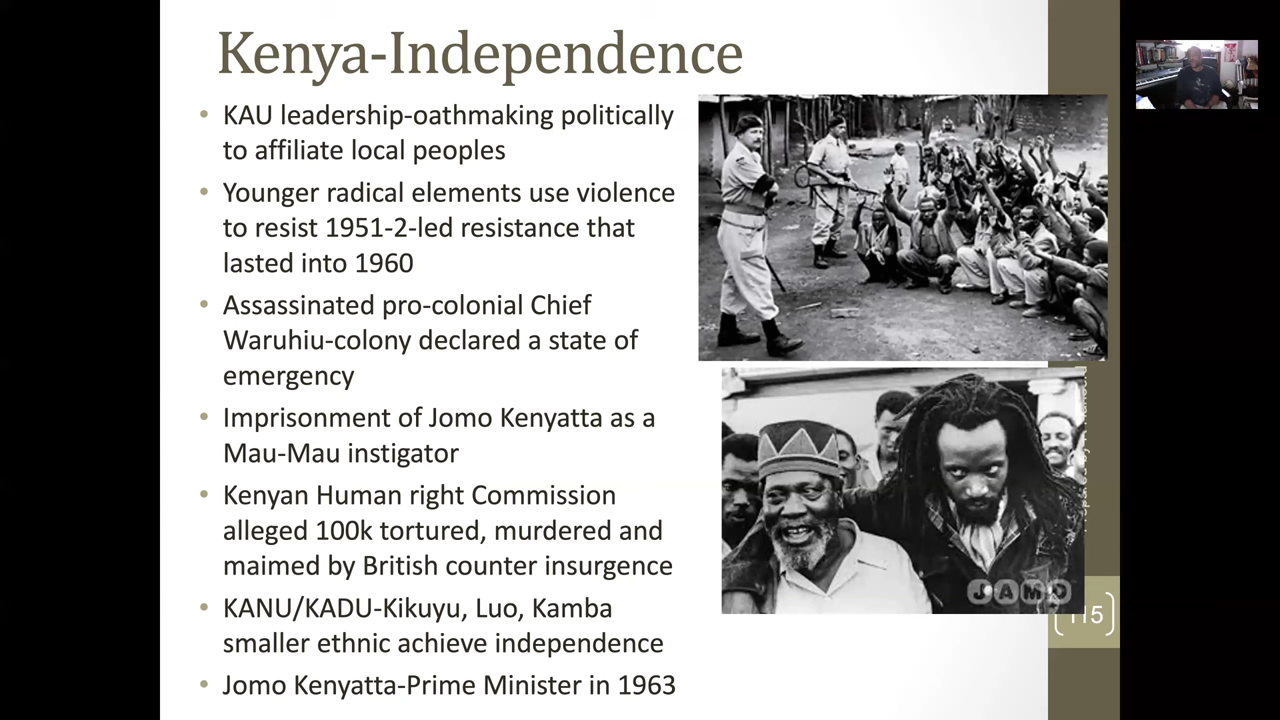 Kenya-Independence
• KAU leadership-oathmaking politically
to affiliate local peoples
• Younger radical elements use violence
to resist 1951-2-led resistance that
lasted into 1960
• Assassinated pro-colonial Chief
Waruhiu-colony declared a state of
emergency
• Imprisonment of Jomo Kenyatta as a
Mau-Mau instigator
• Kenyan Human right Commission
alleged 100k tortured, murdered and
maimed by British counter insurgence
• KANU/KADU-Kikuyu, Luo, Kamba
smaller ethnic achieve independence
• Jomo Kenyatta-Prime Minister in 1963
JAMD
115